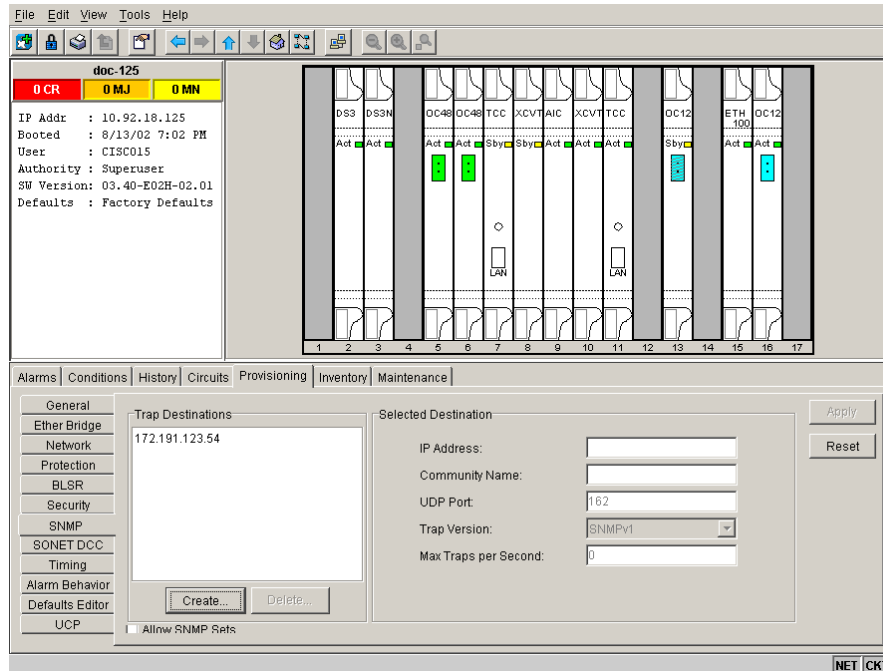 File Edit View Tools Help
doc-125
0 CR 0 MJ 0 MN
IP Addr : 10.92.18.125
Booted : 8/13/02 7:02 PM
User : CISCO15
Authority : Superuser
SW Version: 03.40-E02H-02.01
Defaults : Factory Defaults
DS3 DS3N OC48 OC48 TCC XCVT AIC XCVT TCC OC12 ETH 100 OC12
Act Act Act Act Sby Sby Act Act Act Sby Act Act
LAN LAN
1 2 3 4 5 6 7 8 9 10 11 12 13 14 15 16 17
Alarms Conditions History Circuits Provisioning Inventory Maintenance
General
Ether Bridge
Network
Protection
BLSR
Security
SNMP
SONET DCC
Timing
Alarm Behavior
Defaults Editor
UCP
Trap Destinations
172.191.123.54
Create... Delete...
Allow SNMP Sets
Selected Destination
IP Address:
Community Name:
UDP Port: 162
Trap Version: SNMPv1
Max Traps per Second: 0
Apply
Reset
NET CK